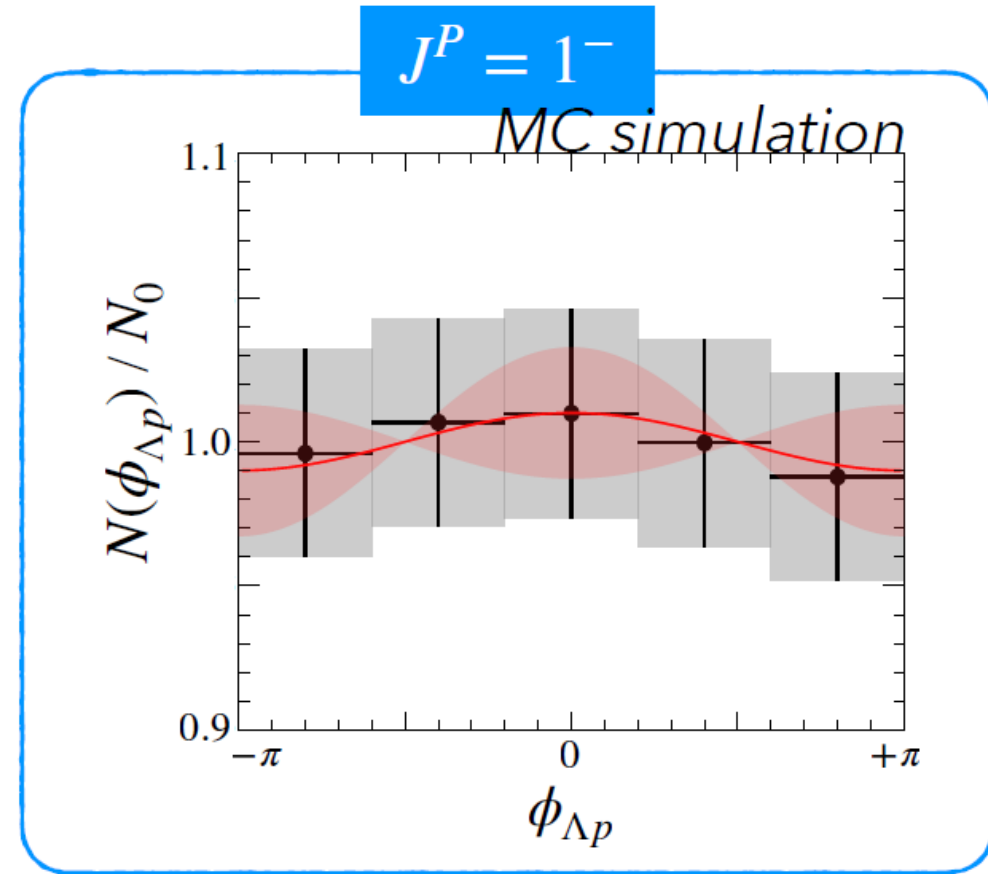 J^P = 1^-
MC simulation
1.1
N(ϕ_Λp) / N_0
1.0
0.9
−π
0
+π
ϕ_Λp